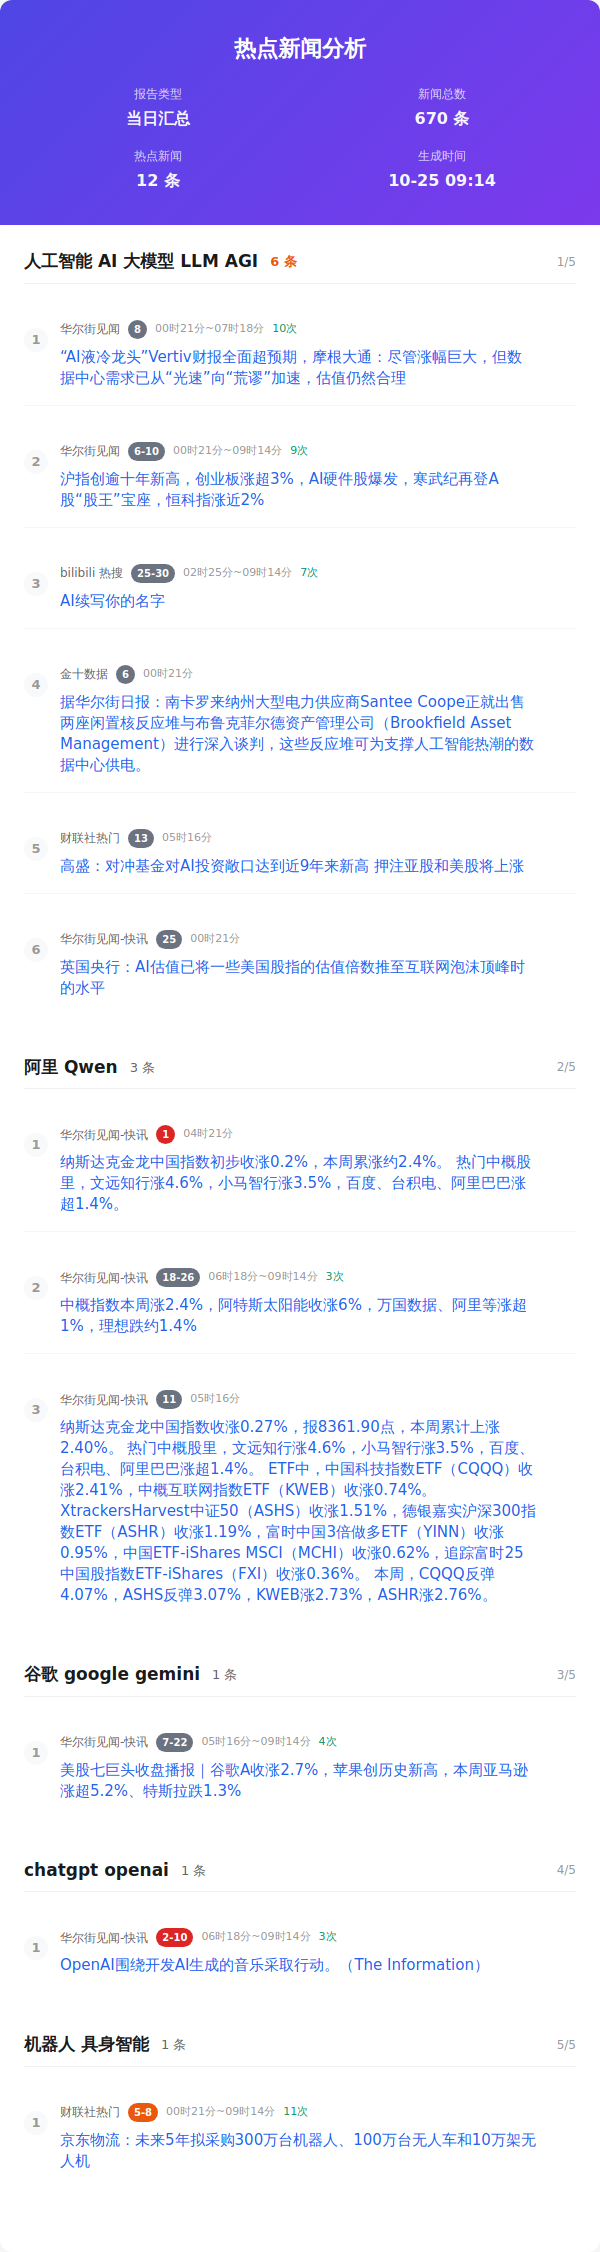 热点新闻分析
报告类型
新闻总数
当日汇总
670 条
热点新闻
生成时间
12 条
10-25 09:14
人工智能 AI 大模型 LLM AGI 6 条 1/5
1
华尔街见闻 8 00时21分~07时18分 10次
“AI液冷龙头”Vertiv财报全面超预期，摩根大通：尽管涨幅巨大，但数
据中心需求已从“光速”向“荒谬”加速，估值仍然合理
2
华尔街见闻 6-10 00时21分~09时14分 9次
沪指创逾十年新高，创业板涨超3%，AI硬件股爆发，寒武纪再登A
股“股王”宝座，恒科指涨近2%
3
bilibili 热搜 25-30 02时25分~09时14分 7次
AI续写你的名字
4
金十数据 6 00时21分
据华尔街日报：南卡罗来纳州大型电力供应商Santee Coope正就出售
两座闲置核反应堆与布鲁克菲尔德资产管理公司（Brookfield Asset
Management）进行深入谈判，这些反应堆可为支撑人工智能热潮的数
据中心供电。
5
财联社热门 13 05时16分
高盛：对冲基金对AI投资敞口达到近9年来新高 押注亚股和美股将上涨
6
华尔街见闻-快讯 25 00时21分
英国央行：AI估值已将一些美国股指的估值倍数推至互联网泡沫顶峰时
的水平
阿里 Qwen 3 条 2/5
1
华尔街见闻-快讯 1 04时21分
纳斯达克金龙中国指数初步收涨0.2%，本周累涨约2.4%。 热门中概股
里，文远知行涨4.6%，小马智行涨3.5%，百度、台积电、阿里巴巴涨
超1.4%。
2
华尔街见闻-快讯 18-26 06时18分~09时14分 3次
中概指数本周涨2.4%，阿特斯太阳能收涨6%，万国数据、阿里等涨超
1%，理想跌约1.4%
3
华尔街见闻-快讯 11 05时16分
纳斯达克金龙中国指数收涨0.27%，报8361.90点，本周累计上涨
2.40%。 热门中概股里，文远知行涨4.6%，小马智行涨3.5%，百度、
台积电、阿里巴巴涨超1.4%。 ETF中，中国科技指数ETF（CQQQ）收
涨2.41%，中概互联网指数ETF（KWEB）收涨0.74%。
XtrackersHarvest中证50（ASHS）收涨1.51%，德银嘉实沪深300指
数ETF（ASHR）收涨1.19%，富时中国3倍做多ETF（YINN）收涨
0.95%，中国ETF-iShares MSCI（MCHI）收涨0.62%，追踪富时25
中国股指数ETF-iShares（FXI）收涨0.36%。 本周，CQQQ反弹
4.07%，ASHS反弹3.07%，KWEB涨2.73%，ASHR涨2.76%。
谷歌 google gemini 1 条 3/5
1
华尔街见闻-快讯 7-22 05时16分~09时14分 4次
美股七巨头收盘播报｜谷歌A收涨2.7%，苹果创历史新高，本周亚马逊
涨超5.2%、特斯拉跌1.3%
chatgpt openai 1 条 4/5
1
华尔街见闻-快讯 2-10 06时18分~09时14分 3次
OpenAI围绕开发AI生成的音乐采取行动。（The Information）
机器人 具身智能 1 条 5/5
1
财联社热门 5-8 00时21分~09时14分 11次
京东物流：未来5年拟采购300万台机器人、100万台无人车和10万架无
人机